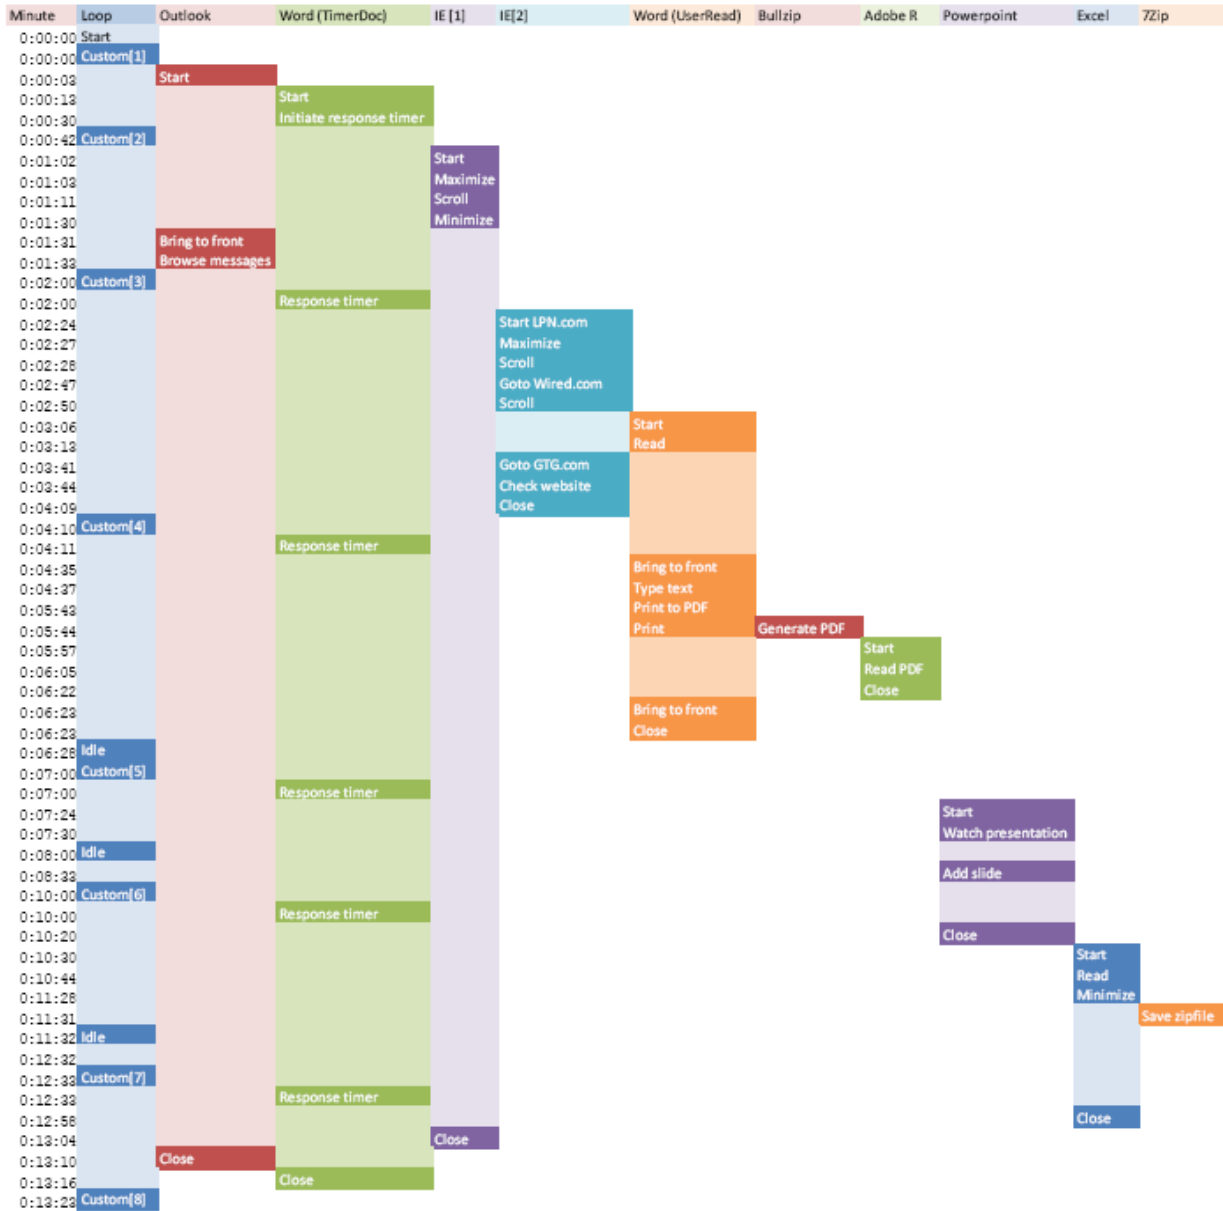 Minute Loop Outlook Word (TimerDoc) IE [1] IE[2] Word (UserRead) Bullzip Adobe R Powerpoint Excel 7Zip
0:00:00 Start
0:00:00 Custom[1]
0:00:03 Start
0:00:13 Start
0:00:30 Initiate response timer
0:00:42 Custom[2]
0:01:02 Start
0:01:03 Maximize
0:01:11 Scroll
0:01:30 Minimize
0:01:31 Bring to front
0:01:33 Browse messages
0:02:00 Custom[3]
0:02:00 Response timer
0:02:24 Start LPN.com
0:02:27 Maximize
0:02:28 Scroll
0:02:47 Goto Wired.com
0:02:50 Scroll
0:03:06 Start
0:03:13 Read
0:03:41 Goto GTG.com
0:03:44 Check website
0:04:09 Close
0:04:10 Custom[4]
0:04:11 Response timer
0:04:35 Bring to front
0:04:37 Type text
0:05:43 Print to PDF
0:05:44 Print Generate PDF
0:05:57 Start
0:06:05 Read PDF
0:06:22 Close
0:06:23 Bring to front
0:06:23 Close
0:06:28 Idle
0:07:00 Custom[5]
0:07:00 Response timer
0:07:24 Start
0:07:30 Watch presentation
0:08:00 Idle
0:08:33 Add slide
0:10:00 Custom[6]
0:10:00 Response timer
0:10:20 Close
0:10:30 Start
0:10:44 Read
0:11:28 Minimize
0:11:31 Save zipfile
0:11:32 Idle
0:12:32
0:12:33 Custom[7]
0:12:33 Response timer
0:12:58 Close
0:13:04 Close
0:13:10 Close
0:13:16 Close
0:13:23 Custom[8]